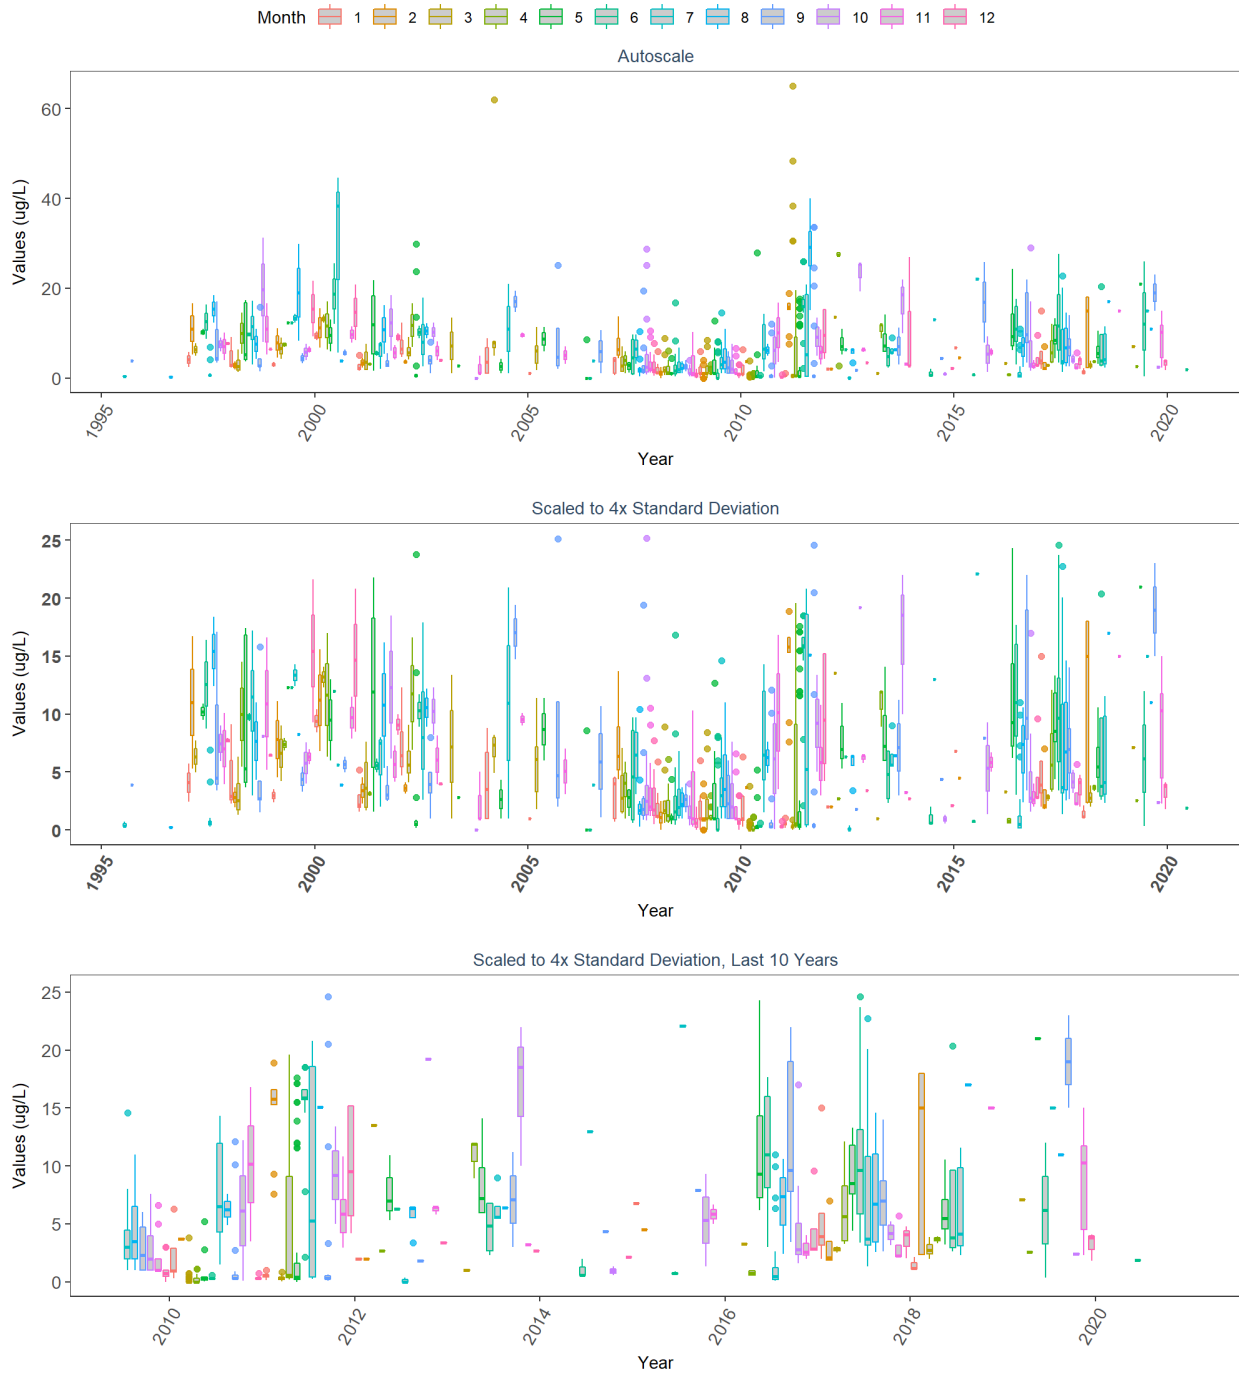 Month 1 2 3 4 5 6 7 8 9 10 11 12
Autoscale
Values (ug/L)
60
40
20
0
1995 2000 2005 2010 2015 2020
Year
Scaled to 4x Standard Deviation
Values (ug/L)
25
20
15
10
5
0
1995 2000 2005 2010 2015 2020
Year
Scaled to 4x Standard Deviation, Last 10 Years
Values (ug/L)
25
20
15
10
5
0
2010 2012 2014 2016 2018 2020
Year